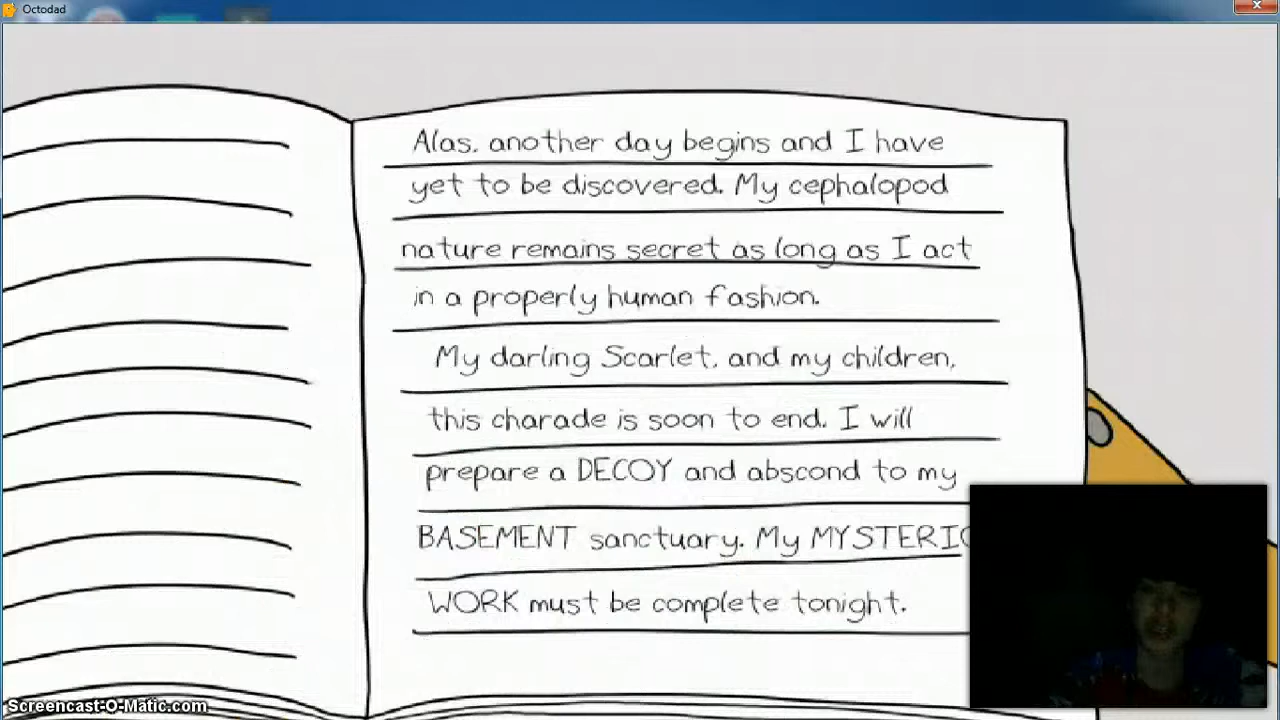 Octodad
Alas, another day begins and I have
yet to be discovered. My cephalopod
nature remains secret as long as I act
in a properly human fashion.
My darling Scarlet, and my children,
this charade is soon to end. I will
prepare a DECOY and abscond to my
BASEMENT sanctuary. My
WORK must be complete tonight.
Screencast-O-Matic.com